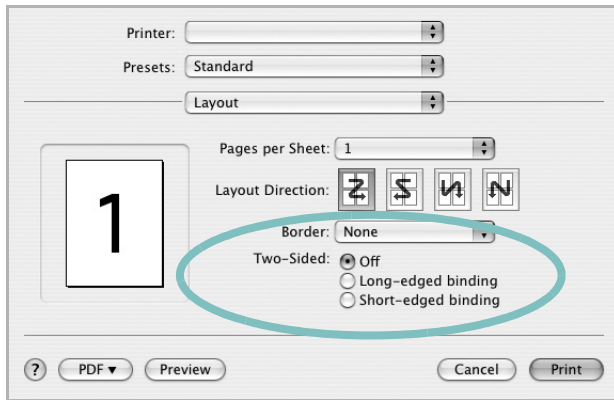 Printer:
Presets: Standard
Layout
Pages per Sheet: 1
1
Layout Direction:
Border: None
Two-Sided: Off
Long-edged binding
Short-edged binding
? PDF▼ Preview Cancel Print